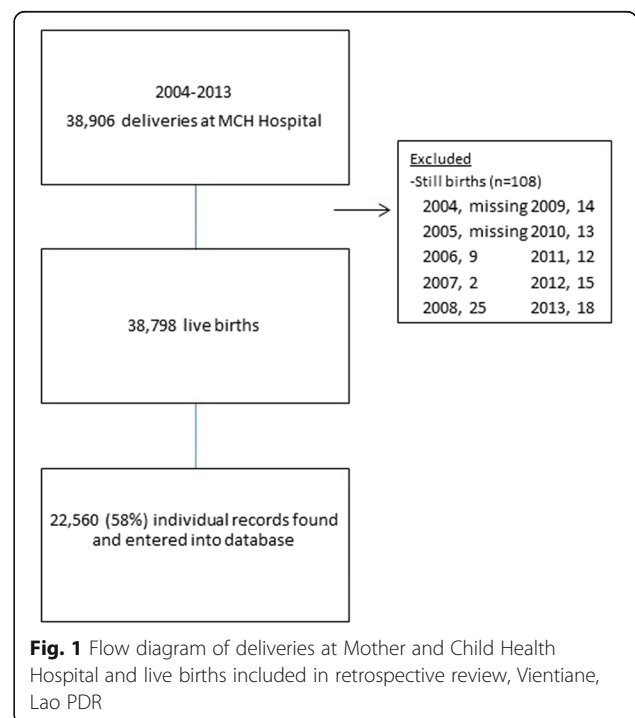 2004-2013
38,906 deliveries at MCH Hospital
Excluded
-Still births (n=108)
2004, missing 2009, 14
2005, missing 2010, 13
2006, 9 2011, 12
2007, 2 2012, 15
2008, 25 2013, 18
38,798 live births
22,560 (58%) individual records found
and entered into database
Fig. 1 Flow diagram of deliveries at Mother and Child Health
Hospital and live births included in retrospective review, Vientiane,
Lao PDR